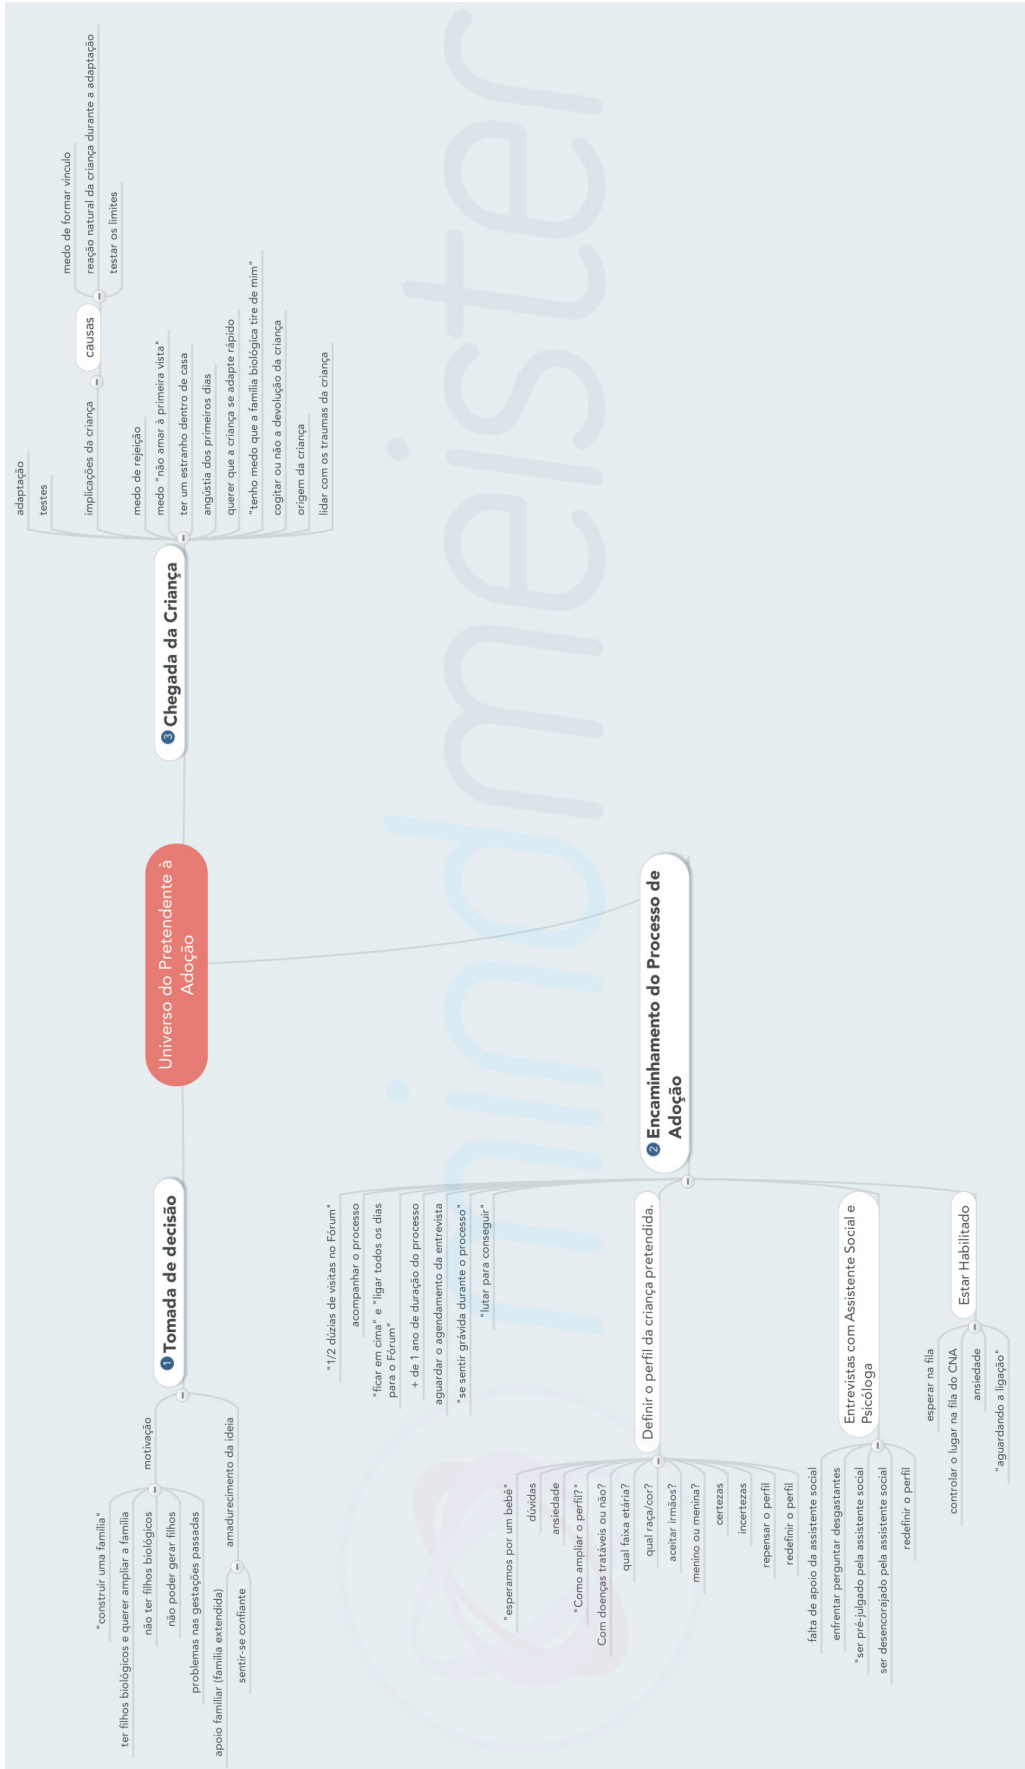 Universo do Pretendente à
Adoção
1 Tomada de decisão
motivação
"construir uma família"
ter filhos biológicos e querer ampliar a família
não ter filhos biológicos
não poder gerar filhos
problemas nas gestações passadas
amadurecimento da ideia
apoio familiar (família extendida)
sentir-se confiante
2 Encaminhamento do Processo de
Adoção
"1/2 dúzias de visitas no Fórum"
acompanhar o processo
"ficar em cima" e "ligar todos os dias
para o Fórum"
+ de 1 ano de duração do processo
aguardar o agendamento da entrevista
"se sentir grávida durante o processo"
"lutar para conseguir"
Definir o perfil da criança pretendida.
"esperamos por um bebê"
dúvidas
ansiedade
"Como ampliar o perfil?"
Com doenças tratáveis ou não?
qual faixa etária?
qual raça/cor?
aceitar irmãos?
menino ou menina?
certezas
incertezas
repensar o perfil
redefinir o perfil
Entrevistas com Assistente Social e
Psicóloga
falta de apoio da assistente social
enfrentar perguntar desgastantes
"ser pré-julgado pela assistente social
ser desencorajado pela assistente social
redefinir o perfil
Estar Habilitado
esperar na fila
controlar o lugar na fila do CNA
ansiedade
"aguardando a ligação"
3 Chegada da Criança
adaptação
testes
implicações da criança
causas
medo de formar vínculo
reação natural da criança durante a adaptação
testar os limites
medo de rejeição
medo "não amar à primeira vista"
ter um estranho dentro de casa
angústia dos primeiros dias
querer que a criança se adapte rápido
"tenho medo que a família biológica tire de mim"
cogitar ou não a devolução da criança
origem da criança
lidar com os traumas da criança
mindmeister